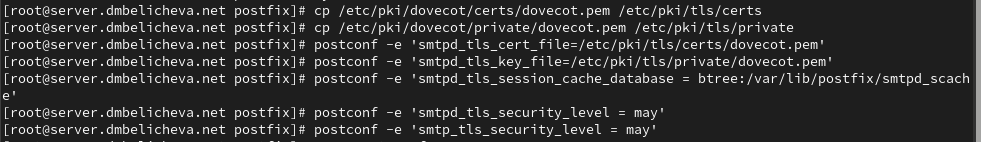 [root@server.dmbelicheva.net postfix]# cp /etc/pki/dovecot/certs/dovecot.pem /etc/pki/tls/certs
[root@server.dmbelicheva.net postfix]# cp /etc/pki/dovecot/private/dovecot.pem /etc/pki/tls/private
[root@server.dmbelicheva.net postfix]# postconf -e 'smtpd_tls_cert_file=/etc/pki/tls/certs/dovecot.pem'
[root@server.dmbelicheva.net postfix]# postconf -e 'smtpd_tls_key_file=/etc/pki/tls/private/dovecot.pem'
[root@server.dmbelicheva.net postfix]# postconf -e 'smtpd_tls_session_cache_database = btree:/var/lib/postfix/smtpd_scach
e'
[root@server.dmbelicheva.net postfix]# postconf -e 'smtpd_tls_security_level = may'
[root@server.dmbelicheva.net postfix]# postconf -e 'smtp_tls_security_level = may'